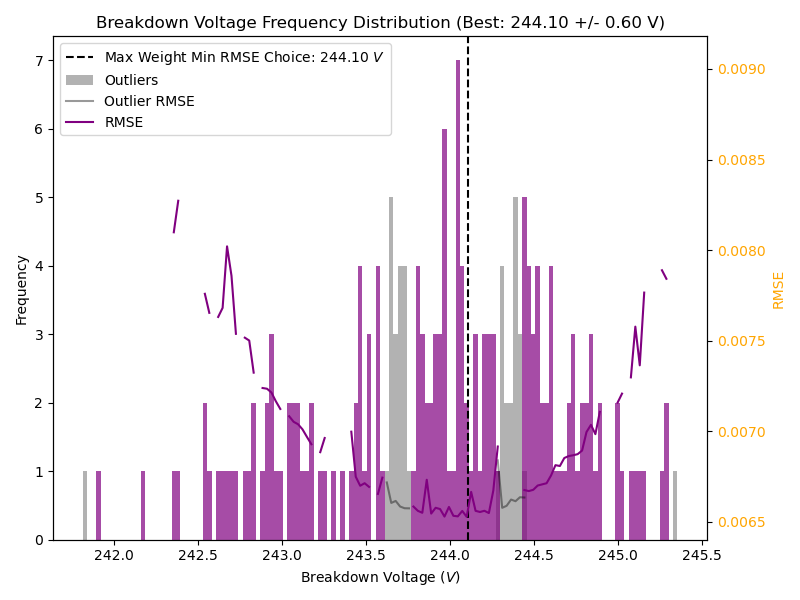 Breakdown Voltage Frequency Distribution (Best: 244.10 +/- 0.60 V)
Max Weight Min RMSE Choice: 244.10 V
Outliers
Outlier RMSE
RMSE
Frequency
7
6
5
4
3
2
1
0
0.0090
0.0085
0.0080
0.0075
0.0070
0.0065
RMSE
242.0 242.5 243.0 243.5 244.0 244.5 245.0 245.5
Breakdown Voltage (V)